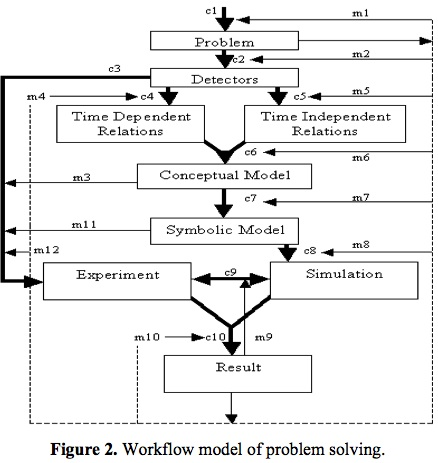 c1
m1
Problem
c2
m2
c3
Detectors
m4
c4
c5
m5
Time Dependent
Relations
Time Independent
Relations
c6
m6
Conceptual Model
m3
c7
m7
m11
Symbolic Model
m12
c8
m8
Experiment
c9
Simulation
m10
c10
m9
Result
Figure 2. Workflow model of problem solving.